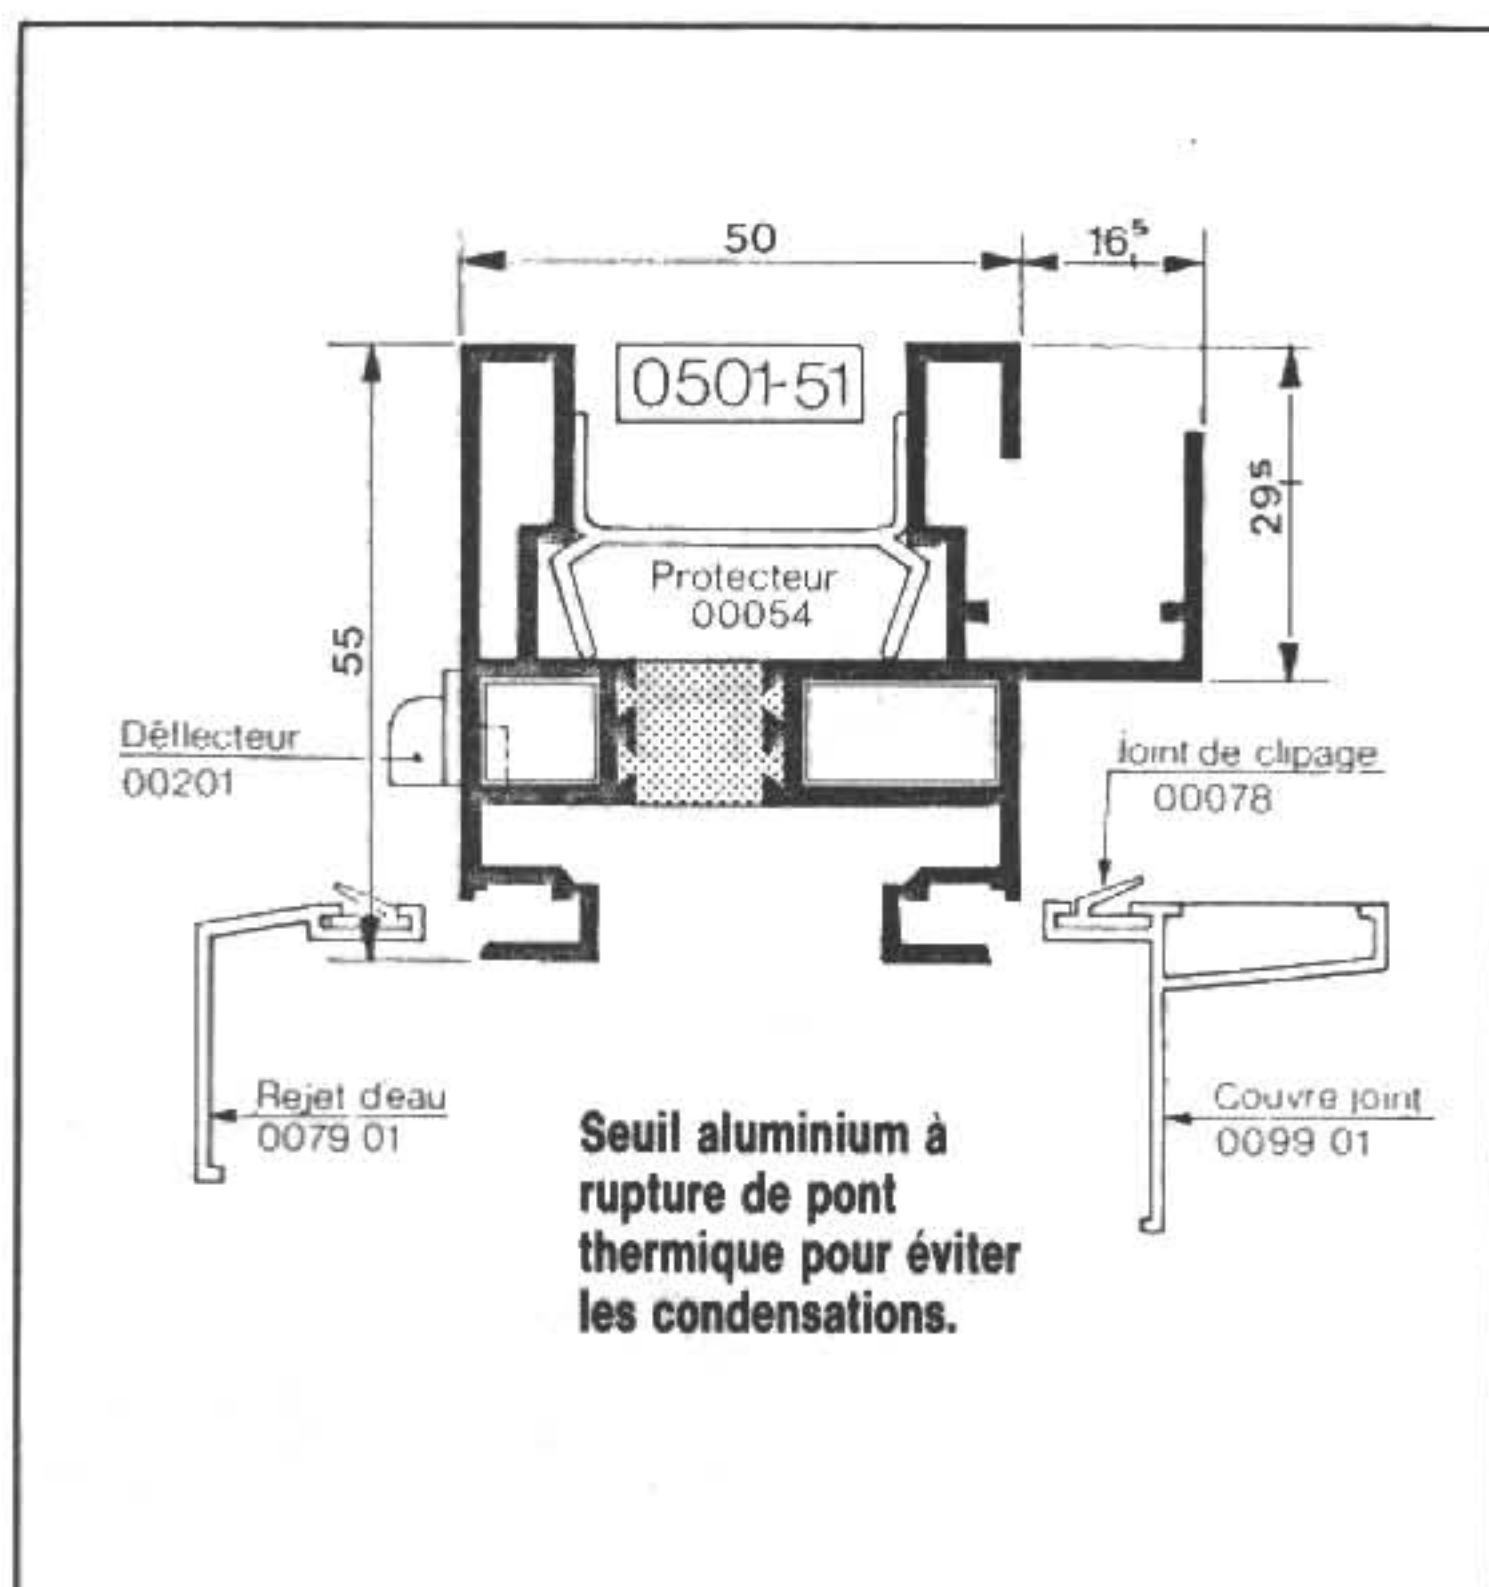 50
16,5
0501-51
29,5
55
Protecteur
00054
Déflecteur
00201
Joint de clipage
00078
Rejet d'eau
0079 01
Couvre joint
0099 01
Seuil aluminium à
rupture de pont
thermique pour éviter
les condensations.